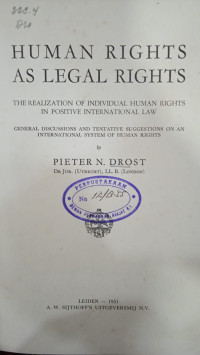 HUMAN RIGHTS
AS LEGAL RIGHTS
THE REALIZATION OF INDIVIDUAL HUMAN RIGHTS
IN POSITIVE INTERNATIONAL LAW
GENERAL DISCUSSIONS AND TENTATIVE SUGGESTIONS ON AN
INTERNATIONAL SYSTEM OF HUMAN RIGHTS
by
PIETER N. DROST
DR. JUR. (UTRECHT), LL. B. (LONDON)
PERPUSTAKAAN
No
LEIDEN – 1951
A. W. SIJTHOFF'S UITGEVERSMIJ N.V.